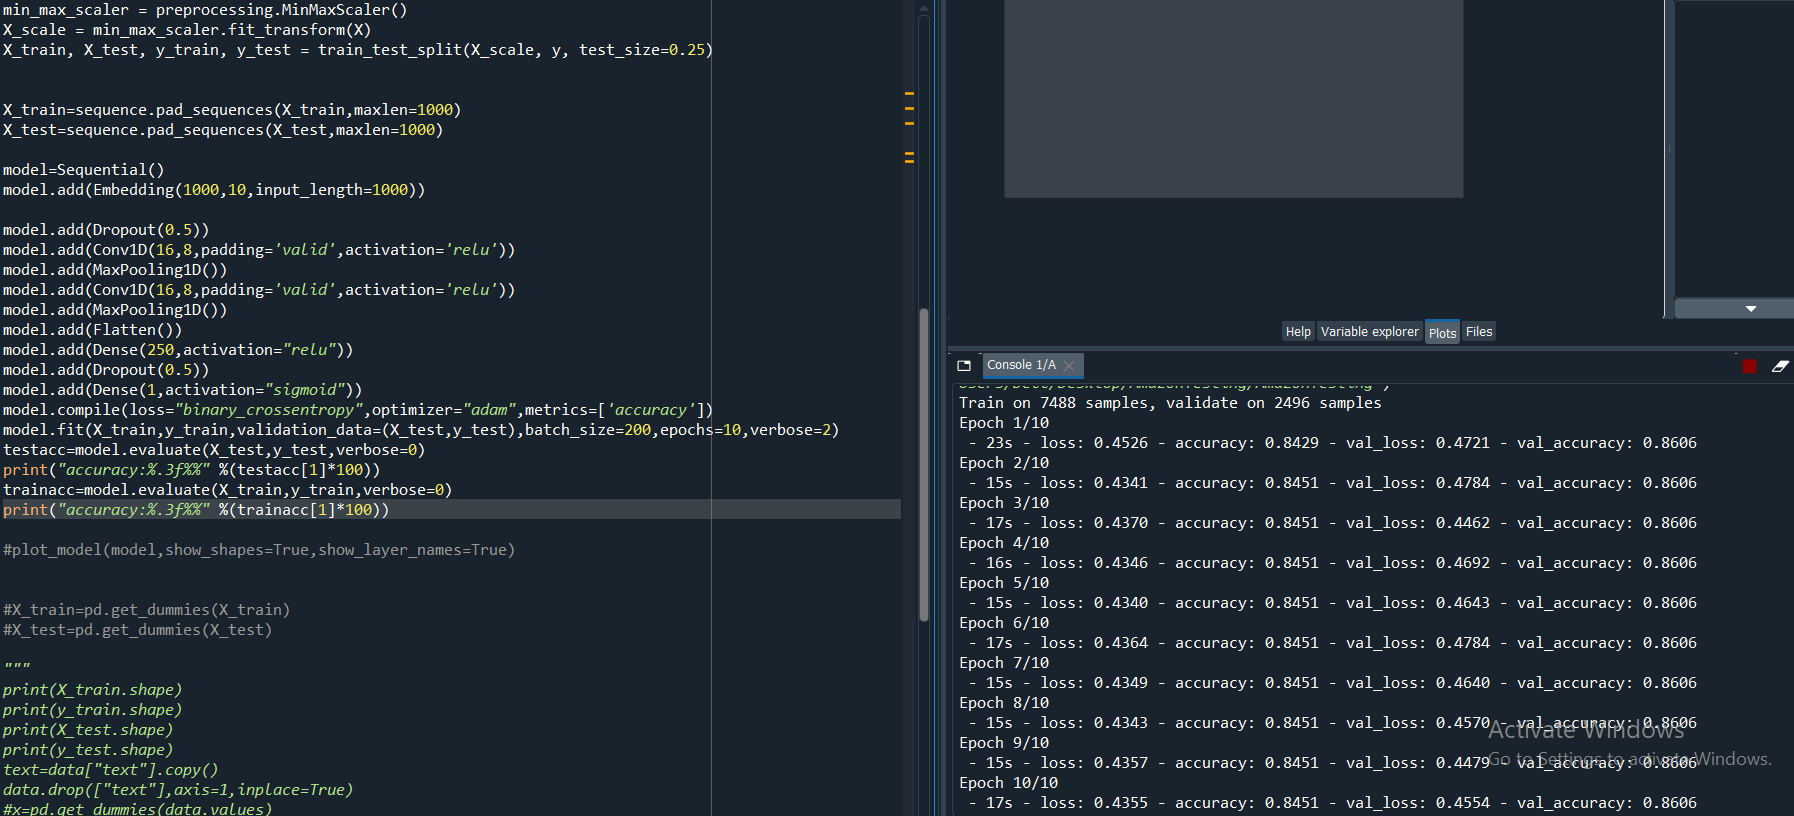 min_max_scaler = preprocessing.MinMaxScaler()
X_scale = min_max_scaler.fit_transform(X)
X_train, X_test, y_train, y_test = train_test_split(X_scale, y, test_size=0.25)
X_train=sequence.pad_sequences(X_train,maxlen=1000)
X_test=sequence.pad_sequences(X_test,maxlen=1000)
model=Sequential()
model.add(Embedding(1000,10,input_length=1000))
model.add(Dropout(0.5))
model.add(Conv1D(16,8,padding='valid',activation='relu'))
model.add(MaxPooling1D())
model.add(Conv1D(16,8,padding='valid',activation='relu'))
model.add(MaxPooling1D())
model.add(Flatten())
model.add(Dense(250,activation="relu"))
model.add(Dropout(0.5))
model.add(Dense(1,activation="sigmoid"))
model.compile(loss="binary_crossentropy",optimizer="adam",metrics=['accuracy'])
model.fit(X_train,y_train,validation_data=(X_test,y_test),batch_size=200,epochs=10,verbose=2)
testacc=model.evaluate(X_test,y_test,verbose=0)
print("accuracy:%.3f%%" %(testacc[1]*100))
trainacc=model.evaluate(X_train,y_train,verbose=0)
print("accuracy:%.3f%%" %(trainacc[1]*100))
#plot_model(model,show_shapes=True,show_layer_names=True)
#X_train=pd.get_dummies(X_train)
#X_test=pd.get_dummies(X_test)
"""
print(X_train.shape)
print(y_train.shape)
print(X_test.shape)
print(y_test.shape)
text=data["text"].copy()
data.drop(["text"],axis=1,inplace=True)
#x=pd.get_dummies(data.values)
Help Variable explorer Plots Files
Console 1/A
Users/Dell/Desktop/AmazonTesting/AmazonTesting')
Train on 7488 samples, validate on 2496 samples
Epoch 1/10
- 23s - loss: 0.4526 - accuracy: 0.8429 - val_loss: 0.4721 - val_accuracy: 0.8606
Epoch 2/10
- 15s - loss: 0.4341 - accuracy: 0.8451 - val_loss: 0.4784 - val_accuracy: 0.8606
Epoch 3/10
- 17s - loss: 0.4370 - accuracy: 0.8451 - val_loss: 0.4462 - val_accuracy: 0.8606
Epoch 4/10
- 16s - loss: 0.4346 - accuracy: 0.8451 - val_loss: 0.4692 - val_accuracy: 0.8606
Epoch 5/10
- 15s - loss: 0.4340 - accuracy: 0.8451 - val_loss: 0.4643 - val_accuracy: 0.8606
Epoch 6/10
- 17s - loss: 0.4364 - accuracy: 0.8451 - val_loss: 0.4784 - val_accuracy: 0.8606
Epoch 7/10
- 15s - loss: 0.4349 - accuracy: 0.8451 - val_loss: 0.4640 - val_accuracy: 0.8606
Epoch 8/10
- 15s - loss: 0.4343 - accuracy: 0.8451 - val_loss: 0.4570 - val_accuracy: 0.8606
Epoch 9/10
- 15s - loss: 0.4357 - accuracy: 0.8451 - val_loss: 0.4479 - val_accuracy: 0.8606
Epoch 10/10
- 17s - loss: 0.4355 - accuracy: 0.8451 - val_loss: 0.4554 - val_accuracy: 0.8606
Activate Windows
Go to Settings to activate Windows.